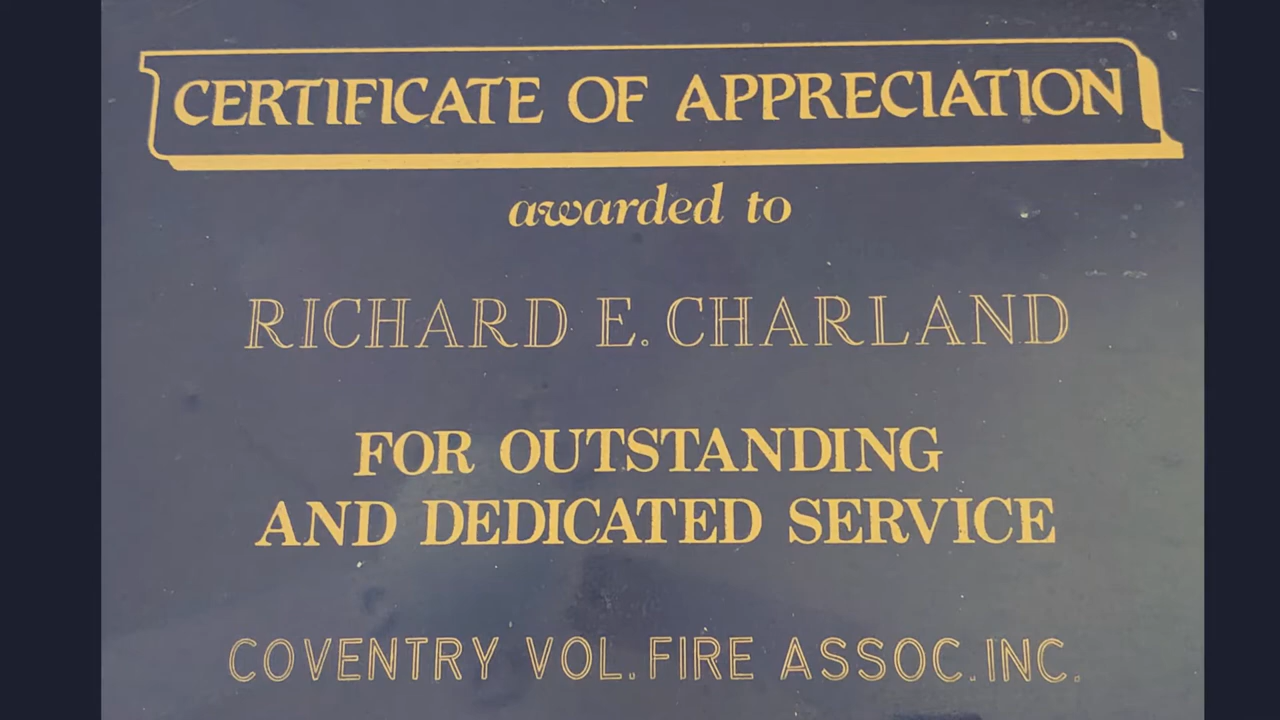 CERTIFICATE OF APPRECIATION
awarded to
RICHARD E. CHARLAND
FOR OUTSTANDING
AND DEDICATED SERVICE
COVENTRY VOL. FIRE ASSOC. INC.